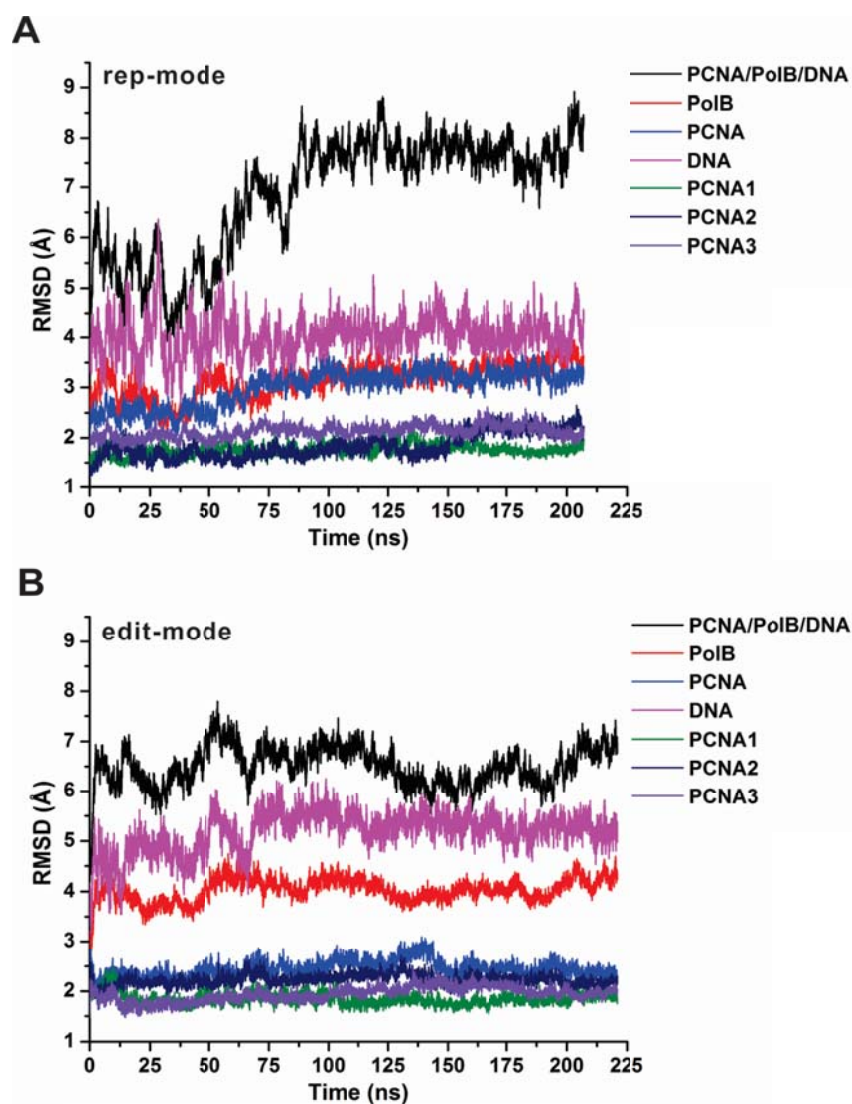 A
rep-mode
RMSD (Å)
9
8
7
6
5
4
3
2
1
0 25 50 75 100 125 150 175 200 225
Time (ns)
PCNA/PolB/DNA
PolB
PCNA
DNA
PCNA1
PCNA2
PCNA3
B
edit-mode
RMSD (Å)
9
8
7
6
5
4
3
2
1
0 25 50 75 100 125 150 175 200 225
Time (ns)
PCNA/PolB/DNA
PolB
PCNA
DNA
PCNA1
PCNA2
PCNA3